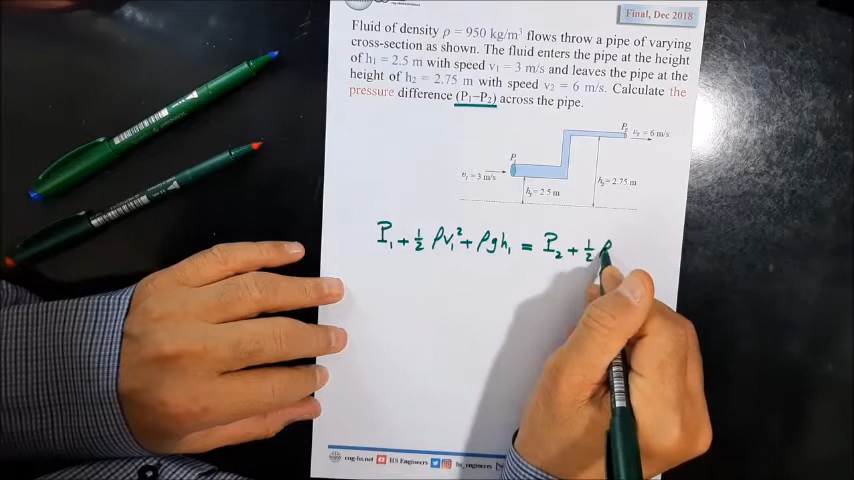 Final, Dec 2018
Fluid of density ρ = 950 kg/m³ flows throw a pipe of varying
cross-section as shown. The fluid enters the pipe at the height
of h₁ = 2.5 m with speed v₁ = 3 m/s and leaves the pipe at the
height of h₂ = 2.75 m with speed v₂ = 6 m/s. Calculate the
pressure difference (P₁−P₂) across the pipe.
P₂ v₂ = 6 m/s
P₁
v₁ = 3 m/s
h₁ = 2.5 m
h₂ = 2.75 m
P₁ + ½ ρv₁² + ρgh₁ = P₂ + ½ ρ
eng-hs.net HS Engineers hs_engineers